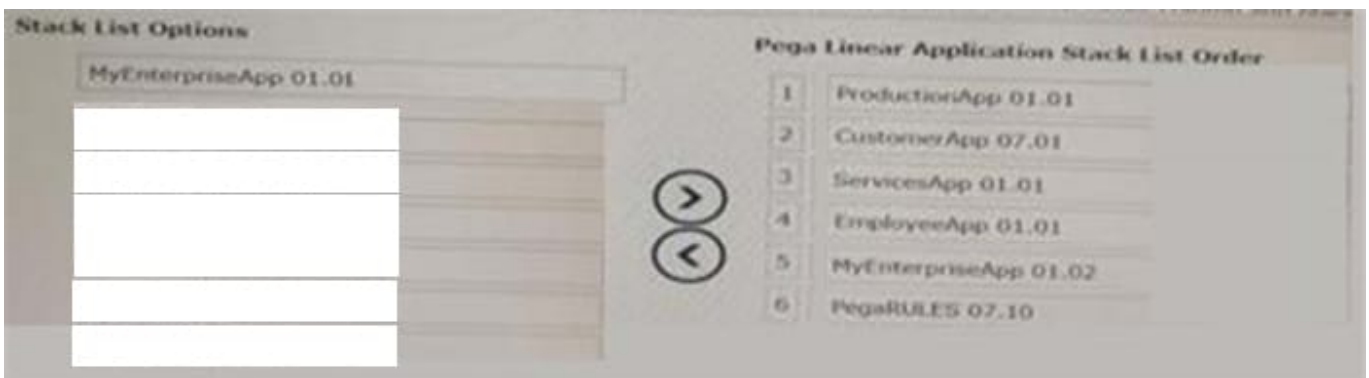 Stack List Options
MyEnterpriseApp 01.01
Pega Linear Application Stack List Order
1 ProductionApp 01.01
2 CustomerApp 07.01
3 ServicesApp 01.01
4 EmployeeApp 01.01
5 MyEnterpriseApp 01.02
6 PegaRULES 07.10